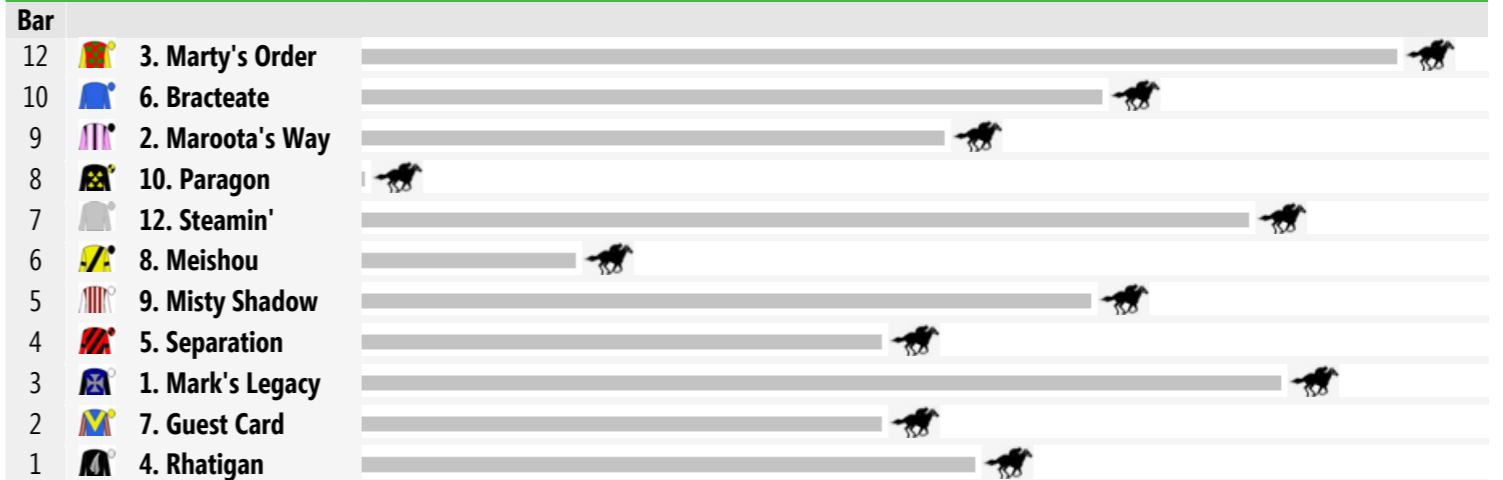 Bar
12 3. Marty's Order
10 6. Bracteate
9 2. Maroota's Way
8 10. Paragon
7 12. Steamin'
6 8. Meishou
5 9. Misty Shadow
4 5. Separation
3 1. Mark's Legacy
2 7. Guest Card
1 4. Rhatigan